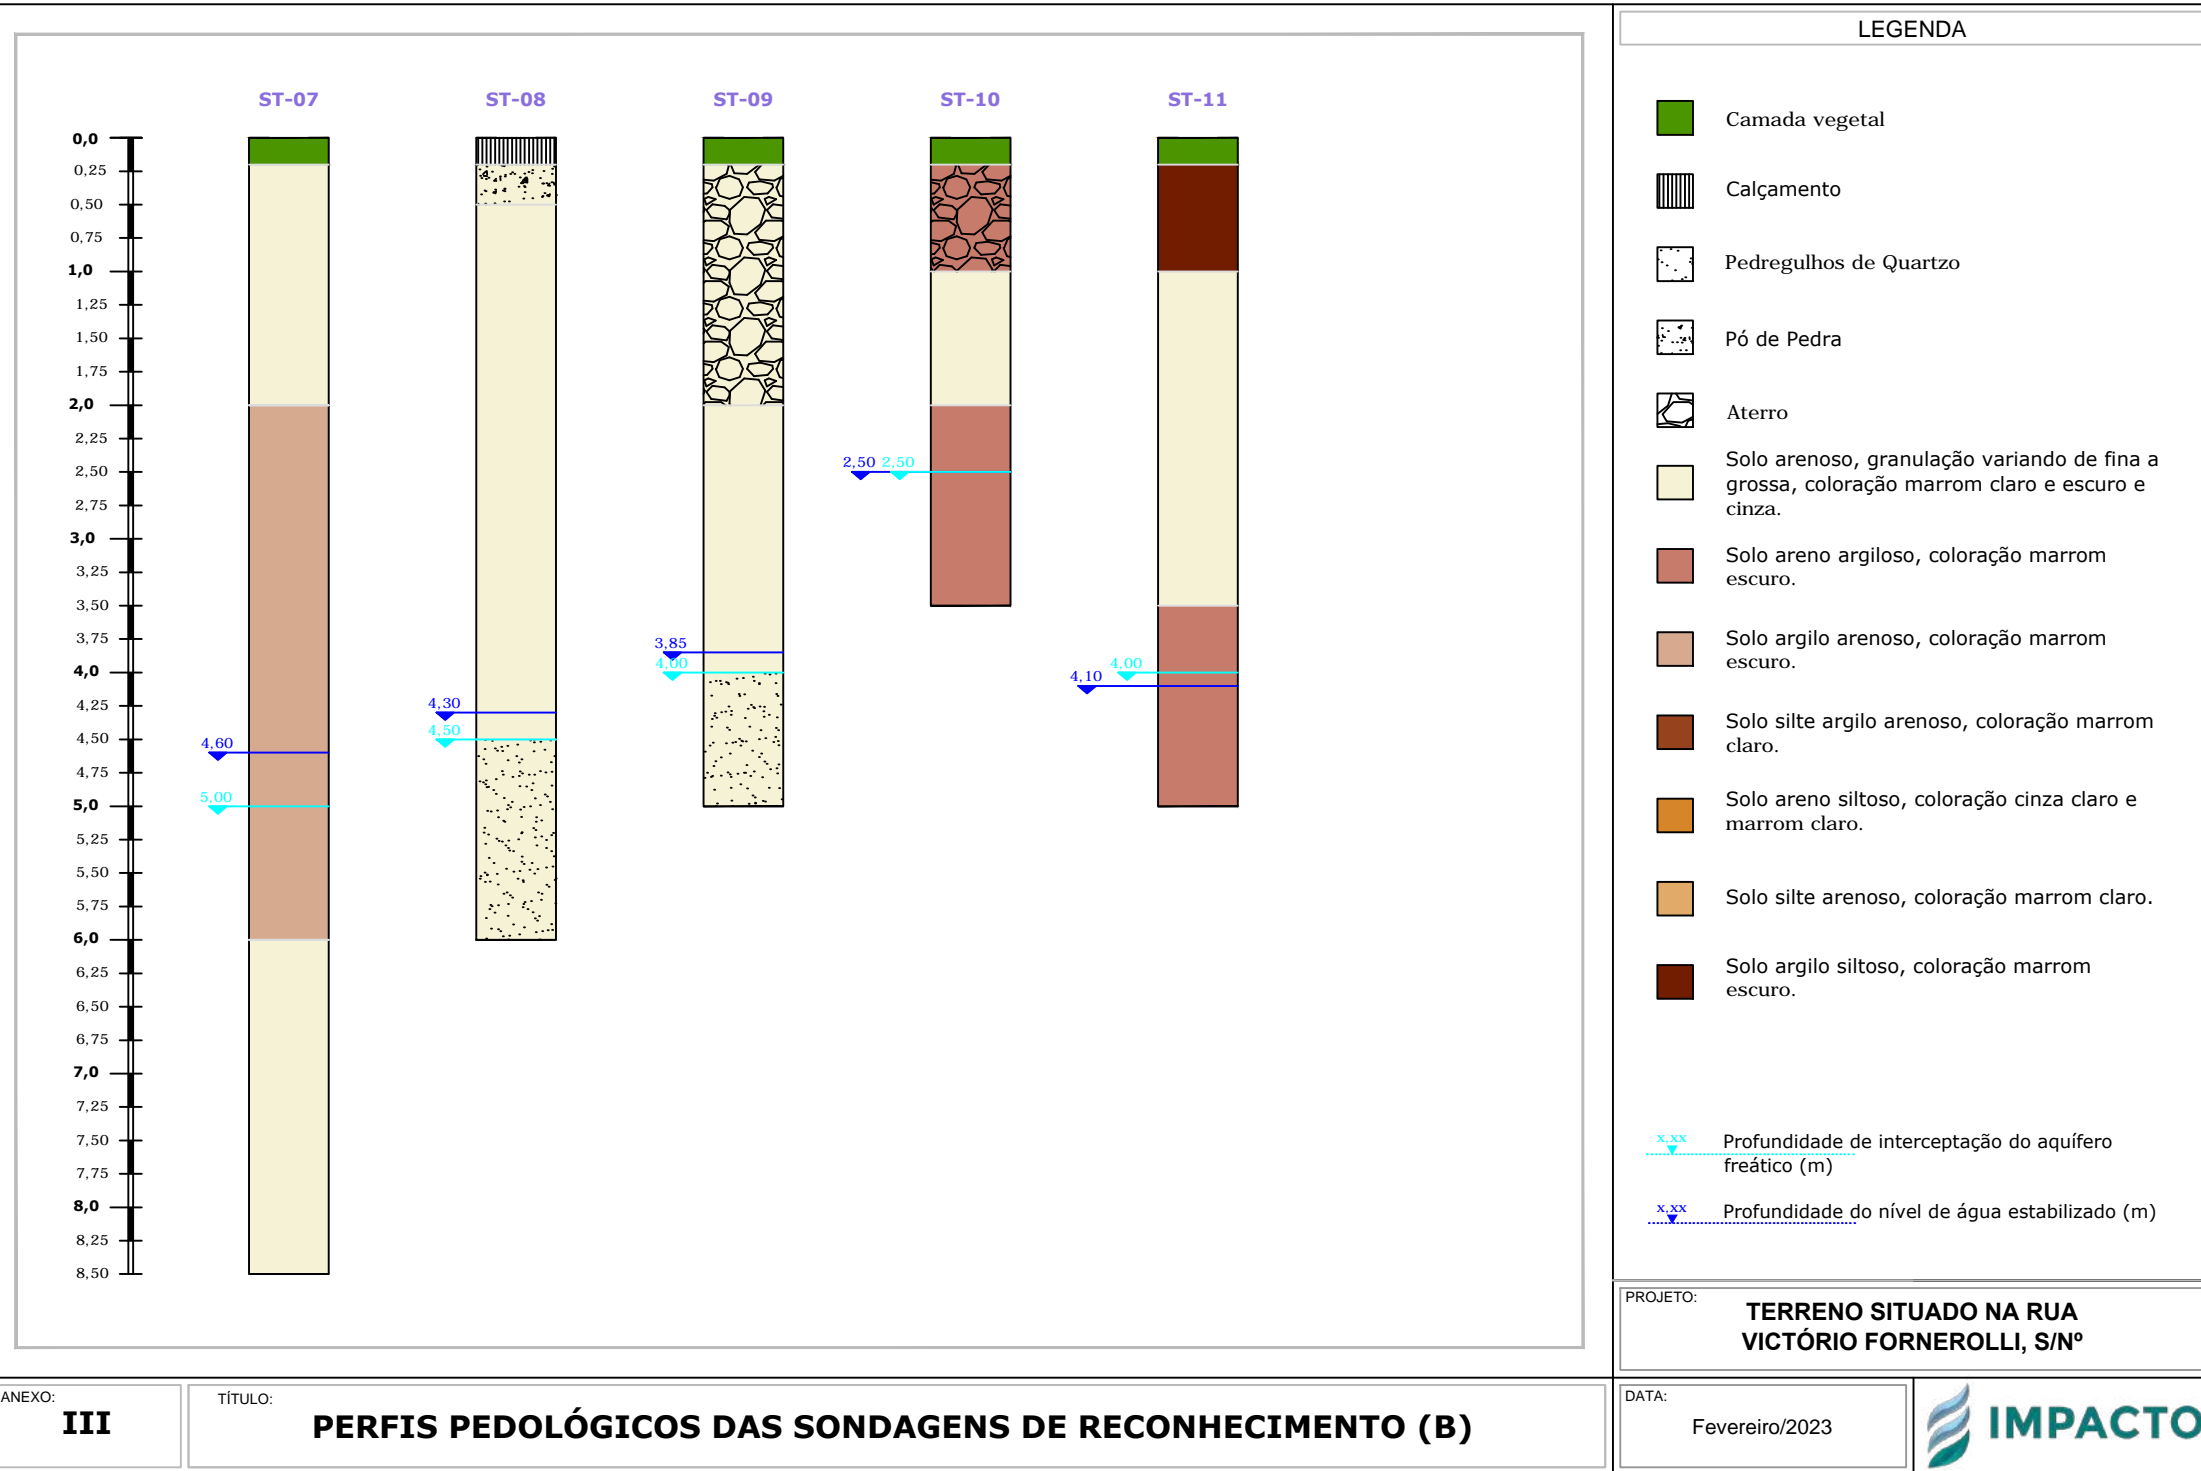 LEGENDA
ST-07 ST-08 ST-09 ST-10 ST-11
0,0
0,25
0,50
0,75
1,0
1,25
1,50
1,75
2,0
2,25
2,50
2,75
3,0
3,25
3,50
3,75
4,0
4,25
4,50
4,75
5,0
5,25
5,50
5,75
6,0
6,25
6,50
6,75
7,0
7,25
7,50
7,75
8,0
8,25
8,50
4,60
5,00
4,30
4,50
3,85
4,00
2,50 2,50
4,00
4,10
Camada vegetal
Calçamento
Pedregulhos de Quartzo
Pó de Pedra
Aterro
Solo arenoso, granulação variando de fina a
grossa, coloração marrom claro e escuro e
cinza.
Solo areno argiloso, coloração marrom
escuro.
Solo argilo arenoso, coloração marrom
escuro.
Solo silte argilo arenoso, coloração marrom
claro.
Solo areno siltoso, coloração cinza claro e
marrom claro.
Solo silte arenoso, coloração marrom claro.
Solo argilo siltoso, coloração marrom
escuro.
x,xx Profundidade de interceptação do aquífero
freático (m)
x,xx Profundidade do nível de água estabilizado (m)
PROJETO:
TERRENO SITUADO NA RUA
VICTÓRIO FORNEROLLI, S/Nº
ANEXO:
III
TÍTULO:
PERFIS PEDOLÓGICOS DAS SONDAGENS DE RECONHECIMENTO (B)
DATA:
Fevereiro/2023
IMPACTO